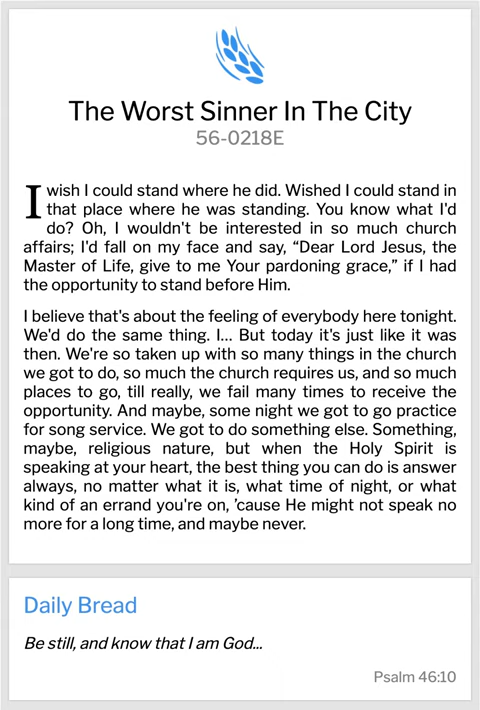 The Worst Sinner In The City
56-0218E
I wish I could stand where he did. Wished I could stand in
that place where he was standing. You know what I'd
do? Oh, I wouldn't be interested in so much church
affairs; I'd fall on my face and say, “Dear Lord Jesus, the
Master of Life, give to me Your pardoning grace,” if I had
the opportunity to stand before Him.
I believe that's about the feeling of everybody here tonight.
We'd do the same thing. I... But today it's just like it was
then. We're so taken up with so many things in the church
we got to do, so much the church requires us, and so much
places to go, till really, we fail many times to receive the
opportunity. And maybe, some night we got to go practice
for song service. We got to do something else. Something,
maybe, religious nature, but when the Holy Spirit is
speaking at your heart, the best thing you can do is answer
always, no matter what it is, what time of night, or what
kind of an errand you're on, ’cause He might not speak no
more for a long time, and maybe never.
Daily Bread
Be still, and know that I am God...
Psalm 46:10